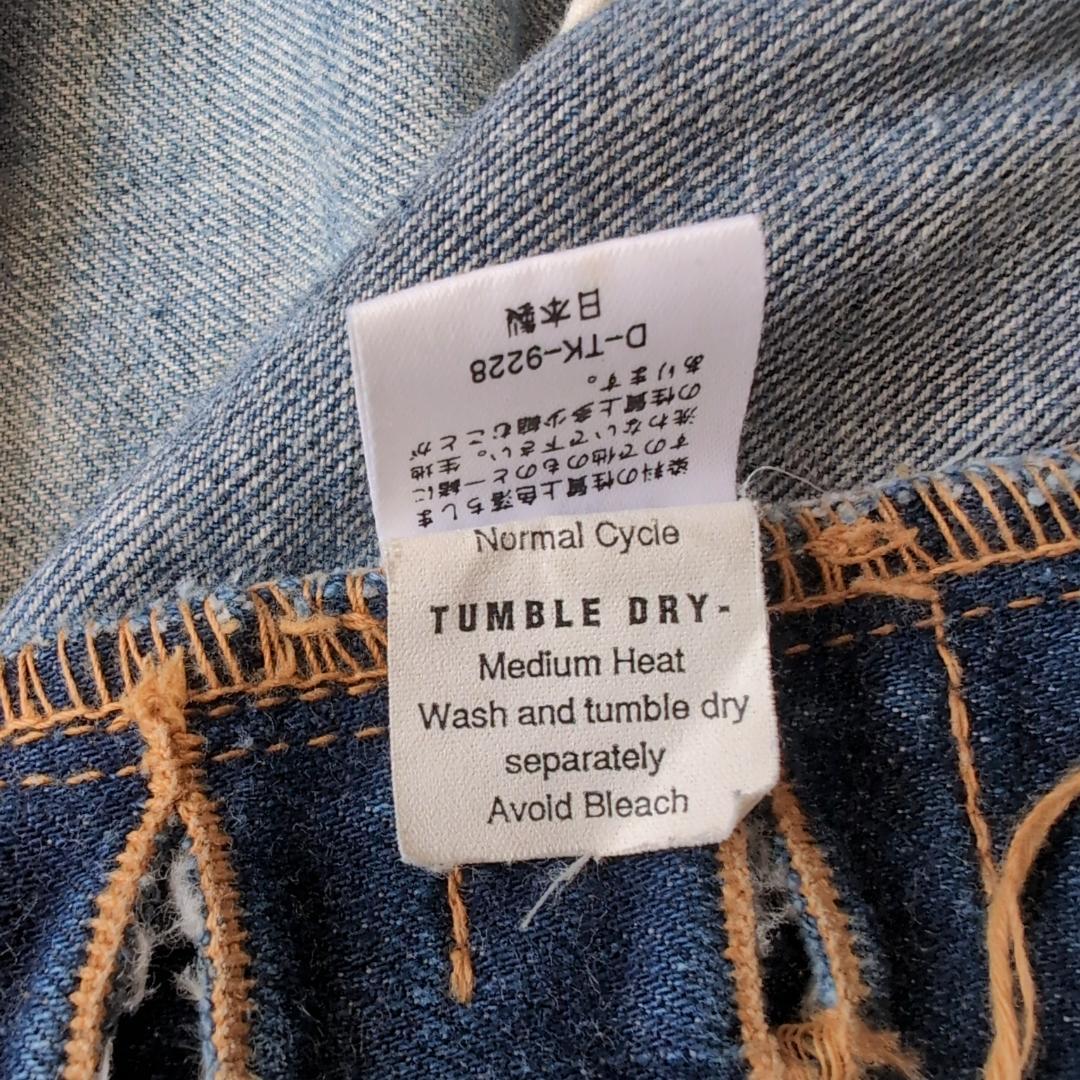 染料の性質上色落ちしま
すので他のものと一緒に
洗わないで下さい。生地
の性質上多少縮むことが
あります。
D-TK-9228
日本製
Normal Cycle
TUMBLE DRY-
Medium Heat
Wash and tumble dry
separately
Avoid Bleach